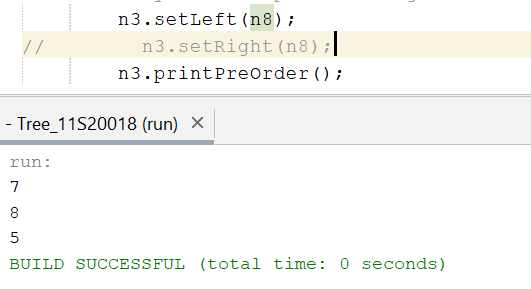 n3.setLeft(n8);
// n3.setRight(n8);
n3.printPreOrder();
- Tree_11S20018 (run) ×
run:
7
8
5
BUILD SUCCESSFUL (total time: 0 seconds)